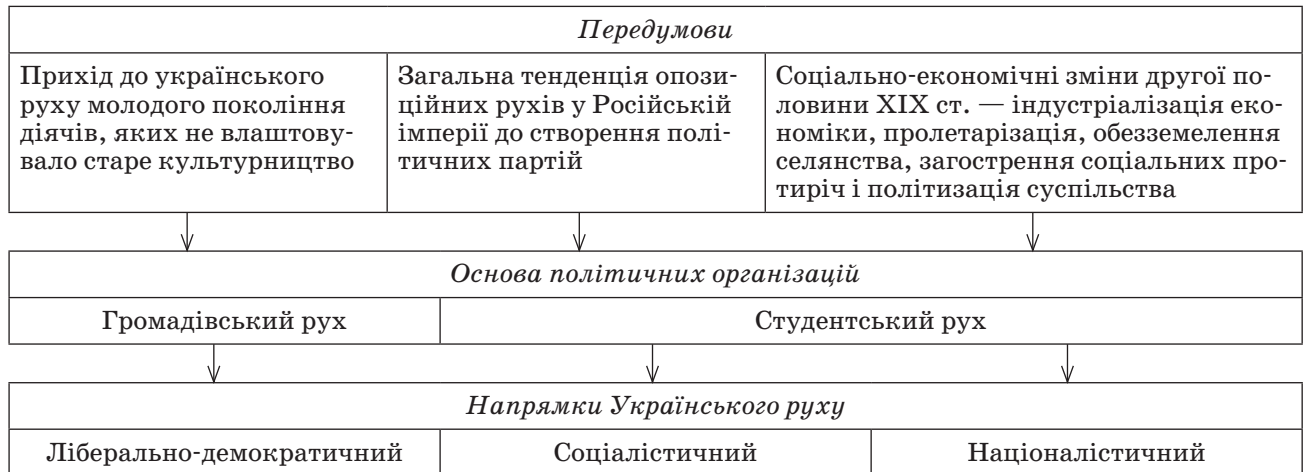 Передумови
Прихід до українського
руху молодого покоління
діячів, яких не влаштову-
вало старе культурництво
Загальна тенденція опози-
ційних рухів у Російській
імперії до створення полі-
тичних партій
Соціально-економічні зміни другої по-
ловини XIX ст. — індустріалізація еко-
номіки, пролетарізація, обезземелення
селянства, загострення соціальних про-
тиріч і політизація суспільства
Основа політичних організацій
Громадівський рух
Студентський рух
Напрямки Українського руху
Ліберально-демократичний
Соціалістичний
Націоналістичний